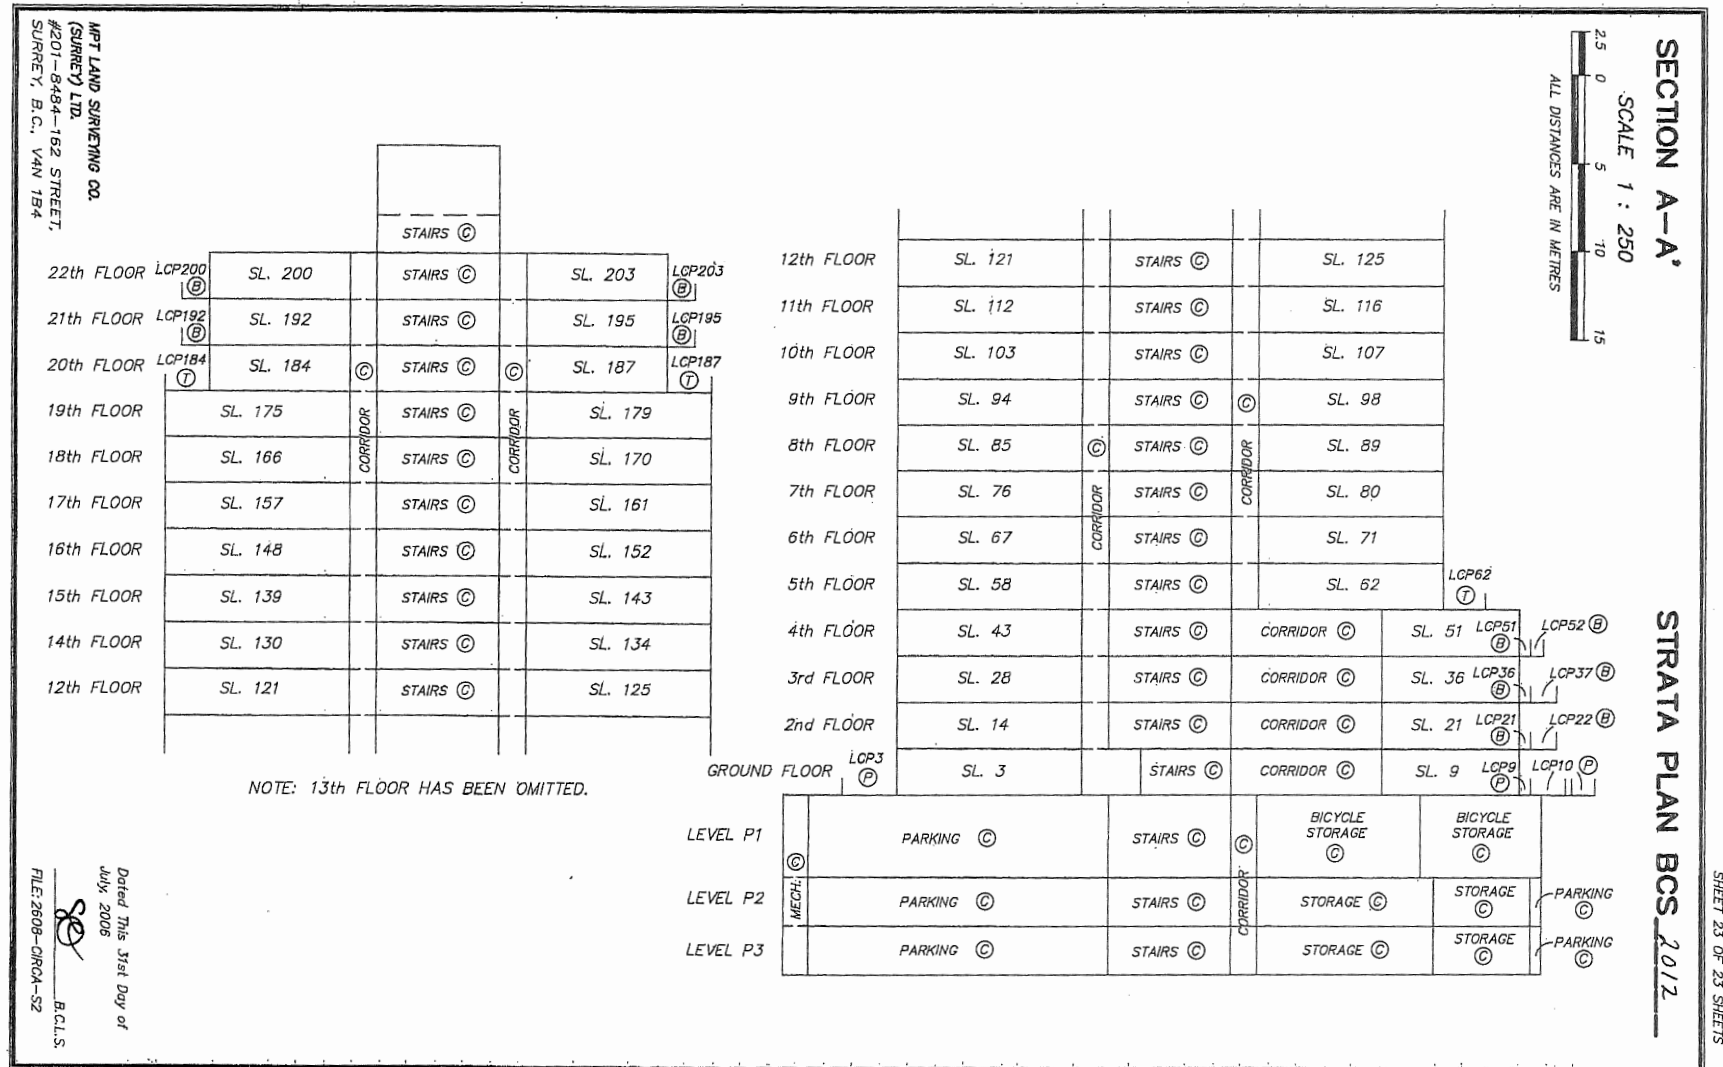 SHEET 23 OF 23 SHEETS
SECTION A-A'
STRATA PLAN BCS 2012
SCALE 1 : 250
2.5 0 5 10 15
ALL DISTANCES ARE IN METRES
STAIRS C
22th FLOOR LCP200 B SL. 200 STAIRS C SL. 203 LCP203 B
21th FLOOR LCP192 B SL. 192 STAIRS C SL. 195 LCP195 B
20th FLOOR LCP184 T SL. 184 C STAIRS C C SL. 187 LCP187 T
19th FLOOR SL. 175 STAIRS C SL. 179
CORRIDOR
CORRIDOR
18th FLOOR SL. 166 STAIRS C SL. 170
17th FLOOR SL. 157 STAIRS C SL. 161
16th FLOOR SL. 148 STAIRS C SL. 152
15th FLOOR SL. 139 STAIRS C SL. 143
14th FLOOR SL. 130 STAIRS C SL. 134
12th FLOOR SL. 121 STAIRS C SL. 125
NOTE: 13th FLOOR HAS BEEN OMITTED.
12th FLOOR SL. 121 STAIRS C SL. 125
11th FLOOR SL. 112 STAIRS C SL. 116
10th FLOOR SL. 103 STAIRS C SL. 107
9th FLOOR SL. 94 STAIRS C C SL. 98
8th FLOOR SL. 85 C STAIRS C SL. 89
CORRIDOR
CORRIDOR
7th FLOOR SL. 76 STAIRS C SL. 80
6th FLOOR SL. 67 STAIRS C SL. 71
5th FLOOR SL. 58 STAIRS C SL. 62 LCP62 T
4th FLOOR SL. 43 STAIRS C CORRIDOR C SL. 51 LCP51 B LCP52 B
3rd FLOOR SL. 28 STAIRS C CORRIDOR C SL. 36 LCP36 B LCP37 B
2nd FLOOR SL. 14 STAIRS C CORRIDOR C SL. 21 LCP21 B LCP22 B
GROUND FLOOR LCP3 P SL. 3 STAIRS C CORRIDOR C SL. 9 LCP9 P LCP10 P
LEVEL P1 C PARKING C STAIRS C C BICYCLE STORAGE C BICYCLE STORAGE C
MECH.
CORRIDOR
LEVEL P2 PARKING C STAIRS C STORAGE C STORAGE C PARKING C
LEVEL P3 PARKING C STAIRS C STORAGE C STORAGE C PARKING C
MPT LAND SURVEYING CO.
(SURREY) LTD.
#201-8484-162 STREET,
SURREY, B.C., V4N 1B4
Dated This 31st Day of
July, 2006
B.C.L.S.
FILE: 2608-CIRCA-S2